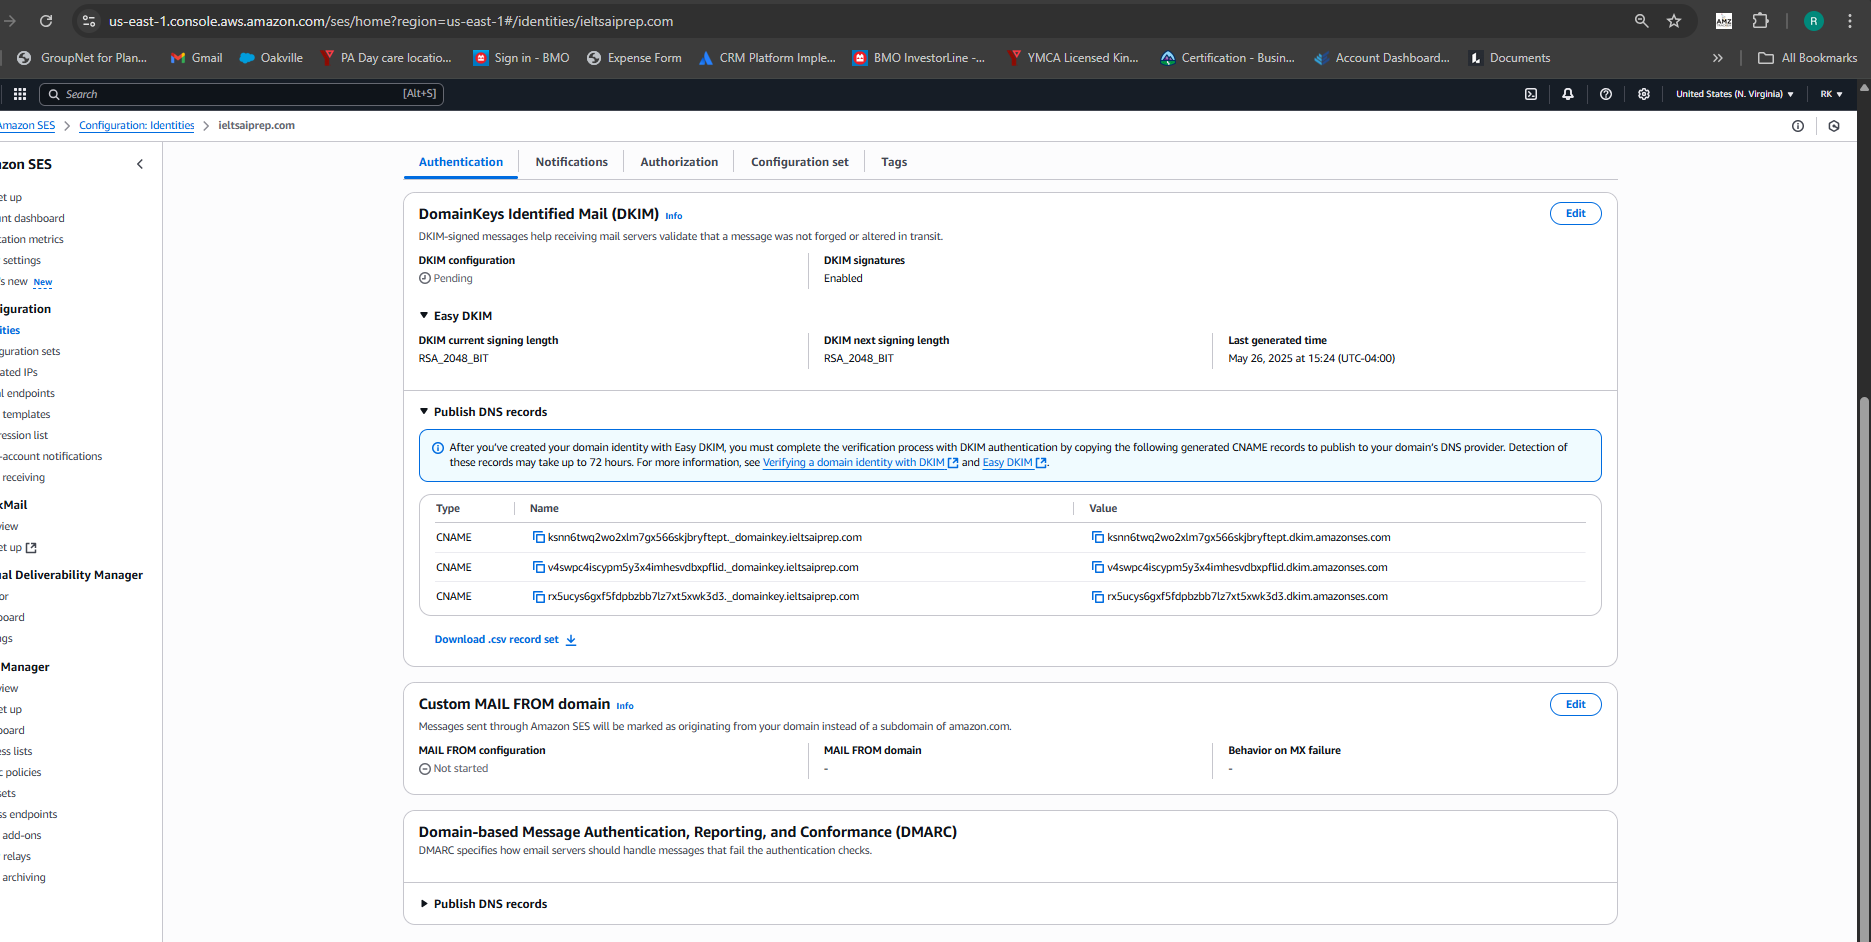 us-east-1.console.aws.amazon.com/ses/home?region=us-east-1#/identities/ieltsaiprep.com
AMZ
R
GroupNet for Plan...
Gmail
Oakville
PA Day care locatio...
Sign in - BMO
Expense Form
CRM Platform Imple...
BMO InvestorLine -...
YMCA Licensed Kin...
Certification - Busin...
Account Dashboard...
Documents
All Bookmarks
Search
[Alt+S]
United States (N. Virginia)
RK
Amazon SES
Configuration: Identities
ieltsaiprep.com
zon SES
et up
nt dashboard
ation metrics
settings
's new New
iguration
ities
guration sets
ated IPs
l endpoints
templates
ression list
-account notifications
receiving
kMail
iew
et up
al Deliverability Manager
or
board
gs
Manager
iew
et up
board
ss lists
c policies
sets
ss endpoints
add-ons
relays
archiving
Authentication
Notifications
Authorization
Configuration set
Tags
DomainKeys Identified Mail (DKIM) Info
Edit
DKIM-signed messages help receiving mail servers validate that a message was not forged or altered in transit.
DKIM configuration
Pending
DKIM signatures
Enabled
Easy DKIM
DKIM current signing length
RSA_2048_BIT
DKIM next signing length
RSA_2048_BIT
Last generated time
May 26, 2025 at 15:24 (UTC-04:00)
Publish DNS records
After you've created your domain identity with Easy DKIM, you must complete the verification process with DKIM authentication by copying the following generated CNAME records to publish to your domain's DNS provider. Detection of
these records may take up to 72 hours. For more information, see Verifying a domain identity with DKIM and Easy DKIM.
Type Name Value
CNAME ksnn6twq2wo2xlm7gx566skjbryftept._domainkey.ieltsaiprep.com ksnn6twq2wo2xlm7gx566skjbryftept.dkim.amazonses.com
CNAME v4swpc4iscypm5y3x4imhesvdbxpflid._domainkey.ieltsaiprep.com v4swpc4iscypm5y3x4imhesvdbxpflid.dkim.amazonses.com
CNAME rx5ucys6gxf5fdpbzbb7lz7xt5xwk3d3._domainkey.ieltsaiprep.com rx5ucys6gxf5fdpbzbb7lz7xt5xwk3d3.dkim.amazonses.com
Download .csv record set
Custom MAIL FROM domain Info
Edit
Messages sent through Amazon SES will be marked as originating from your domain instead of a subdomain of amazon.com.
MAIL FROM configuration
Not started
MAIL FROM domain
-
Behavior on MX failure
-
Domain-based Message Authentication, Reporting, and Conformance (DMARC)
DMARC specifies how email servers should handle messages that fail the authentication checks.
Publish DNS records